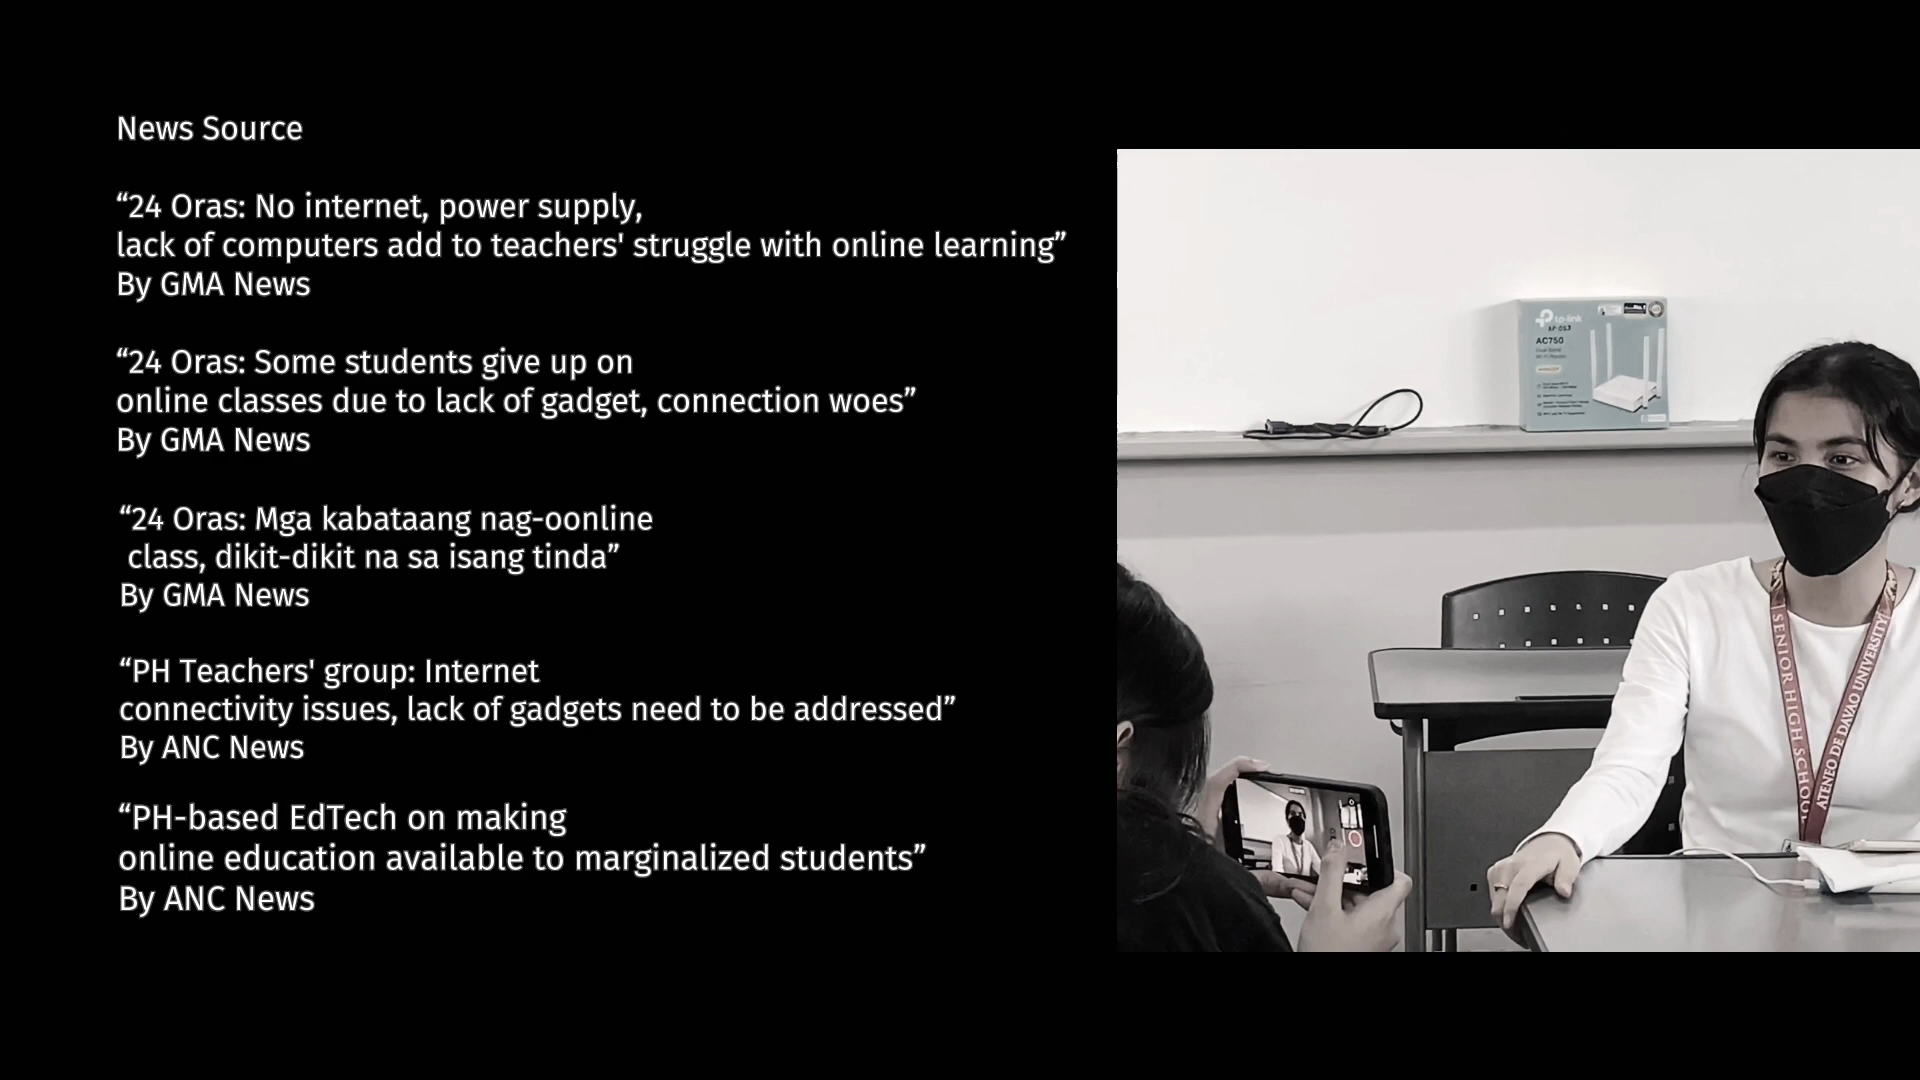 News Source
“24 Oras: No internet, power supply,
lack of computers add to teachers' struggle with online learning”
By GMA News
“24 Oras: Some students give up on
online classes due to lack of gadget, connection woes”
By GMA News
“24 Oras: Mga kabataang nag-oonline
class, dikit-dikit na sa isang tinda”
By GMA News
“PH Teachers' group: Internet
connectivity issues, lack of gadgets need to be addressed”
By ANC News
“PH-based EdTech on making
online education available to marginalized students”
By ANC News
tp-link
AC750
SENIOR HIGH SCHOOL
ATENEO DE DAVAO UNIVERSITY